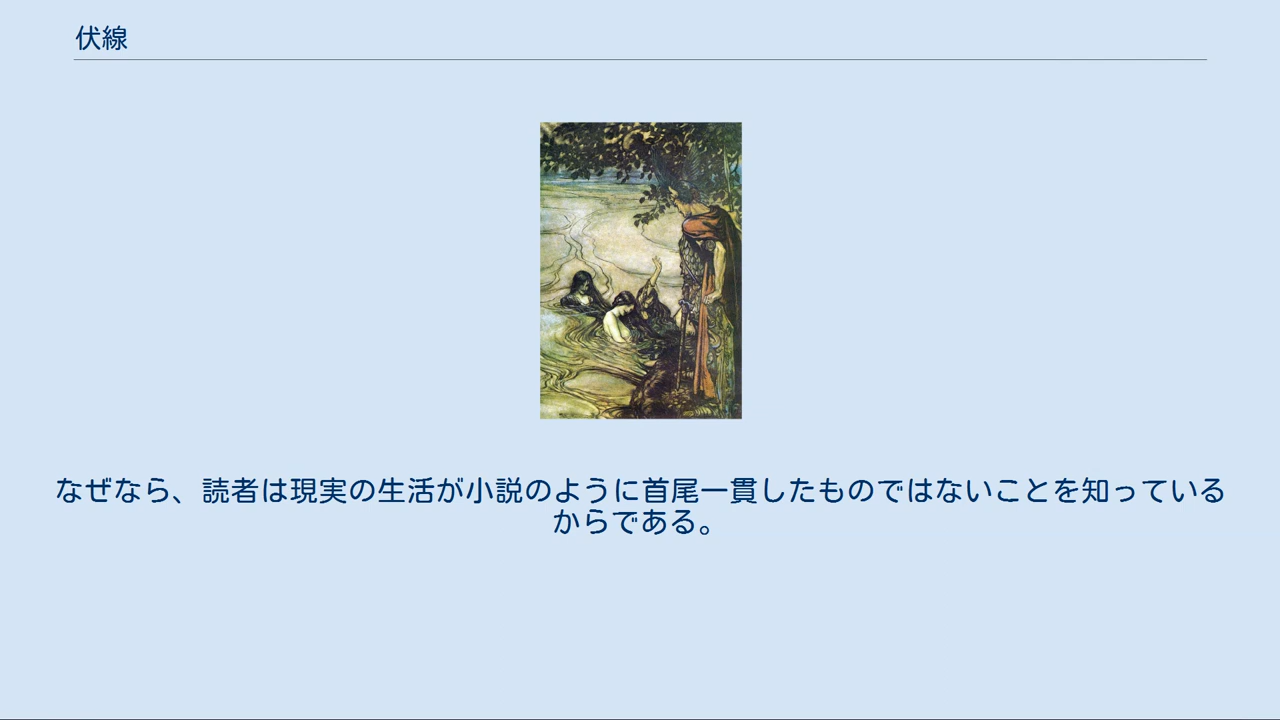 伏線
なぜなら、読者は現実の生活が小説のように首尾一貫したものではないことを知っている
からである。